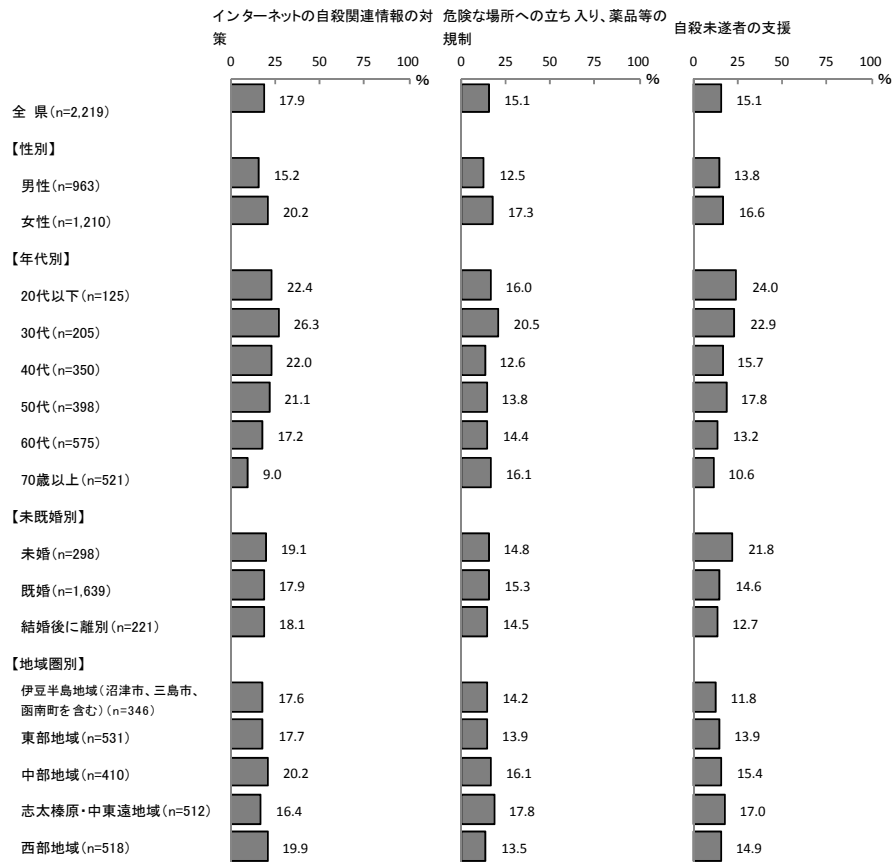 インターネットの自殺関連情報の対策
危険な場所への立ち入り、薬品等の規制
自殺未遂者の支援
0 25 50 75 100 %
0 25 50 75 100 %
0 25 50 75 100 %
全 県(n=2,219) 17.9 15.1 15.1
【性別】
男性(n=963) 15.2 12.5 13.8
女性(n=1,210) 20.2 17.3 16.6
【年代別】
20代以下(n=125) 22.4 16.0 24.0
30代(n=205) 26.3 20.5 22.9
40代(n=350) 22.0 12.6 15.7
50代(n=398) 21.1 13.8 17.8
60代(n=575) 17.2 14.4 13.2
70歳以上(n=521) 9.0 16.1 10.6
【未既婚別】
未婚(n=298) 19.1 14.8 21.8
既婚(n=1,639) 17.9 15.3 14.6
結婚後に離別(n=221) 18.1 14.5 12.7
【地域圏別】
伊豆半島地域(沼津市、三島市、
函南町を含む)(n=346) 17.6 14.2 11.8
東部地域(n=531) 17.7 13.9 13.9
中部地域(n=410) 20.2 16.1 15.4
志太榛原・中東遠地域(n=512) 16.4 17.8 17.0
西部地域(n=518) 19.9 13.5 14.9